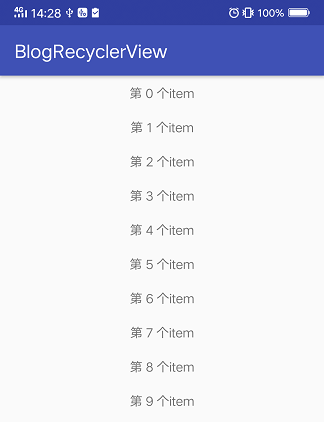 4G 14:28 100%
BlogRecyclerView
第 0 个item
第 1 个item
第 2 个item
第 3 个item
第 4 个item
第 5 个item
第 6 个item
第 7 个item
第 8 个item
第 9 个item